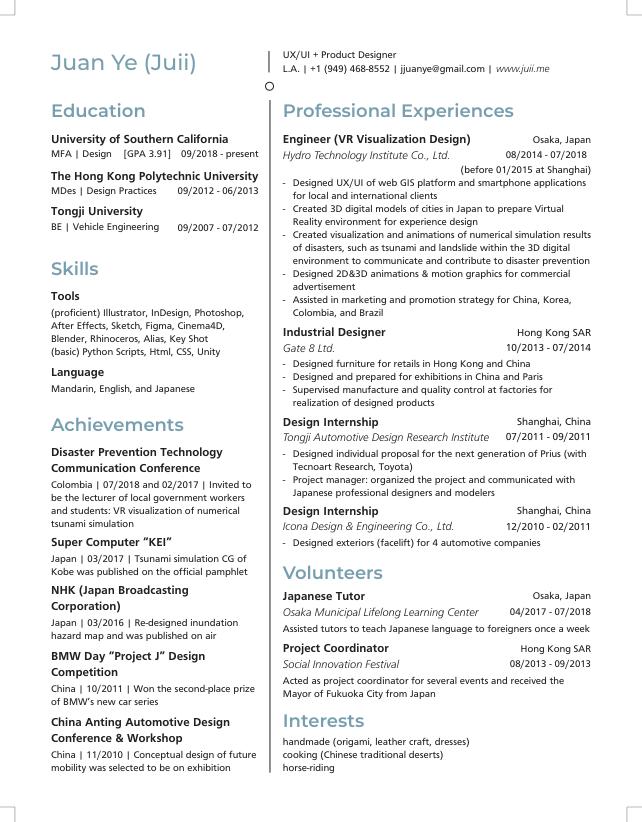 Juan Ye (Juii)
UX/UI + Product Designer
L.A. | +1 (949) 468-8552 | jjuanye@gmail.com | www.juii.me
Education
University of Southern California
MFA | Design [GPA 3.91] 09/2018 - present
The Hong Kong Polytechnic University
MDes | Design Practices 09/2012 - 06/2013
Tongji University
BE | Vehicle Engineering 09/2007 - 07/2012
Skills
Tools
(proficient) Illustrator, InDesign, Photoshop,
After Effects, Sketch, Figma, Cinema4D,
Blender, Rhinoceros, Alias, Key Shot
(basic) Python Scripts, Html, CSS, Unity
Language
Mandarin, English, and Japanese
Achievements
Disaster Prevention Technology
Communication Conference
Colombia | 07/2018 and 02/2017 | Invited to
be the lecturer of local government workers
and students: VR visualization of numerical
tsunami simulation
Super Computer “KEI”
Japan | 03/2017 | Tsunami simulation CG of
Kobe was published on the official pamphlet
NHK (Japan Broadcasting
Corporation)
Japan | 03/2016 | Re-designed inundation
hazard map and was published on air
BMW Day “Project J” Design
Competition
China | 10/2011 | Won the second-place prize
of BMW’s new car series
China Anting Automotive Design
Conference & Workshop
China | 11/2010 | Conceptual design of future
mobility was selected to be on exhibition
Professional Experiences
Engineer (VR Visualization Design) Osaka, Japan
Hydro Technology Institute Co., Ltd. 08/2014 - 07/2018
(before 01/2015 at Shanghai)
- Designed UX/UI of web GIS platform and smartphone applications
for local and international clients
- Created 3D digital models of cities in Japan to prepare Virtual
Reality environment for experience design
- Created visualization and animations of numerical simulation results
of disasters, such as tsunami and landslide within the 3D digital
environment to communicate and contribute to disaster prevention
- Designed 2D&3D animations & motion graphics for commercial
advertisement
- Assisted in marketing and promotion strategy for China, Korea,
Colombia, and Brazil
Industrial Designer Hong Kong SAR
Gate 8 Ltd. 10/2013 - 07/2014
- Designed furniture for retails in Hong Kong and China
- Designed and prepared for exhibitions in China and Paris
- Supervised manufacture and quality control at factories for
realization of designed products
Design Internship Shanghai, China
Tongji Automotive Design Research Institute 07/2011 - 09/2011
- Designed individual proposal for the next generation of Prius (with
Tecnoart Research, Toyota)
- Project manager: organized the project and communicated with
Japanese professional designers and modelers
Design Internship Shanghai, China
Icona Design & Engineering Co., Ltd. 12/2010 - 02/2011
- Designed exteriors (facelift) for 4 automotive companies
Volunteers
Japanese Tutor Osaka, Japan
Osaka Municipal Lifelong Learning Center 04/2017 - 07/2018
Assisted tutors to teach Japanese language to foreigners once a week
Project Coordinator Hong Kong SAR
Social Innovation Festival 08/2013 - 09/2013
Acted as project coordinator for several events and received the
Mayor of Fukuoka City from Japan
Interests
handmade (origami, leather craft, dresses)
cooking (Chinese traditional deserts)
horse-riding